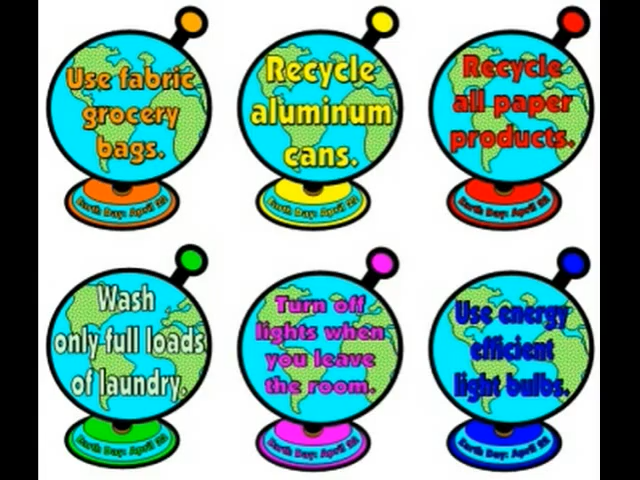 Use fabric
grocery
bags.
Earth Day: April 22
Recycle
aluminum
cans.
Earth Day: April 22
Recycle
all paper
products.
Earth Day: April 22
Wash
only full loads
of laundry.
Earth Day: April 22
Turn off
lights when
you leave
the room.
Earth Day: April 22
Use energy
efficient
light bulbs.
Earth Day: April 22